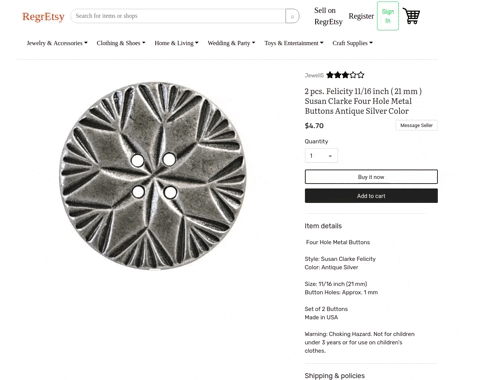 RegrEtsy
Search for items or shops
Sell on
RegrEtsy
Register
Sign
In
Jewelry & Accessories
Clothing & Shoes
Home & Living
Wedding & Party
Toys & Entertainment
Craft Supplies
2 pcs. Felicity 11/16 inch ( 21 mm )
Susan Clarke Four Hole Metal
Buttons Antique Silver Color
$4.70
Message Seller
Quantity
1
Buy it now
Add to cart
Item details
Four Hole Metal Buttons
Style: Susan Clarke Felicity
Color: Antique Silver
Size: 11/16 inch (21 mm)
Button Holes: Approx. 1 mm
Set of 2 Buttons
Made in USA
Warning: Choking Hazard. Not for children
under 3 years or for use on children's
clothes.
Shipping & policies